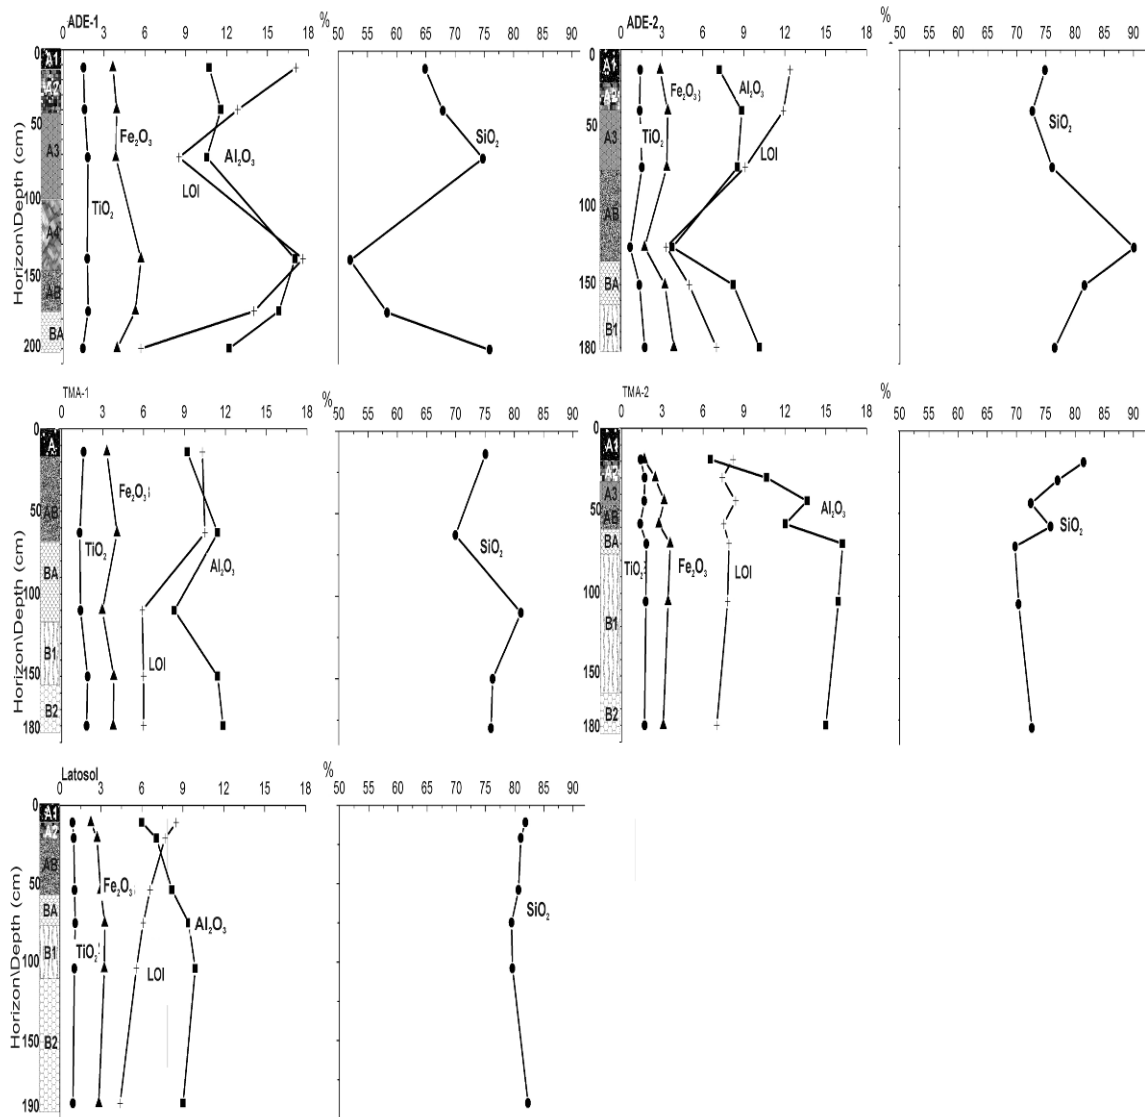 ADE-1 % ADE-2 %
0 3 6 9 12 15 18 50 55 60 65 70 75 80 85 90 0 3 6 9 12 15 18 50 55 60 65 70 75 80 85 90
Horizon\Depth (cm)
0 50 100 150 200
A1
A2
A3
A4
AB
BA
TiO2
Fe2O3
Al2O3
LOI
SiO2
0 50 100 150 180
A1
A2
A3
AB
BA
B1
TiO2
Fe2O3
Al2O3
LOI
SiO2
TMA-1 % TMA-2 %
0 3 6 9 12 15 18 50 55 60 65 70 75 80 85 90 0 3 6 9 12 15 18 50 55 60 65 70 75 80 85 90
0 50 100 150 180
A
AB
BA
B1
B2
TiO2
Fe2O3
Al2O3
LOI
SiO2
0 50 100 150 180
A1
A2
A3
AB
BA
B1
B2
TiO2
Fe2O3
LOI
Al2O3
SiO2
Latosol %
0 3 6 9 12 15 18 50 55 60 65 70 75 80 85 90
Horizon\Depth (cm)
0 50 100 150 190
A1
A2
AB
BA
B1
B2
Fe2O3
TiO2
LOI
Al2O3
SiO2